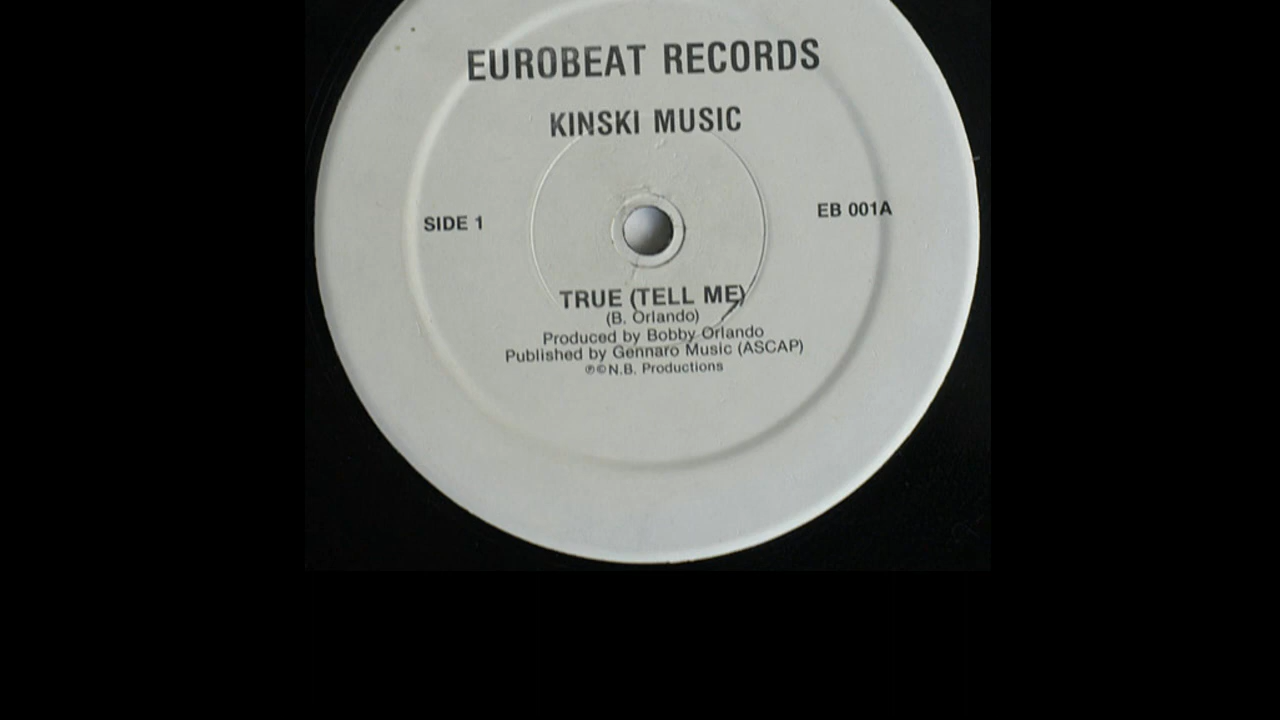 EUROBEAT RECORDS
KINSKI MUSIC
SIDE 1
EB 001A
TRUE (TELL ME)
(B. Orlando)
Produced by Bobby Orlando
Published by Gennaro Music (ASCAP)
℗©N.B. Productions